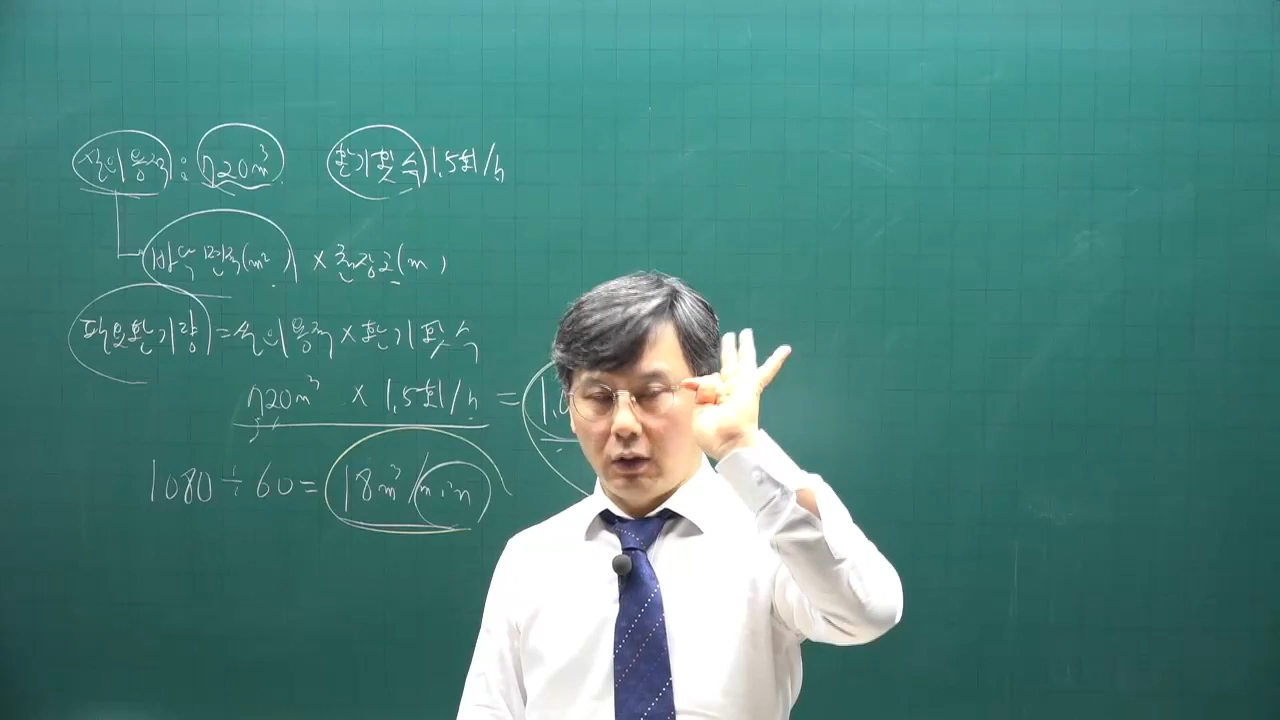 실의용적 : 720m³ 환기횟수 1.5회/h
바닥면적(m²) × 천장고(m)
필요환기량 = 실의용적 × 환기횟수
720m³ × 1.5회/h = 1.0
1080 ÷ 60 = 18m³/min